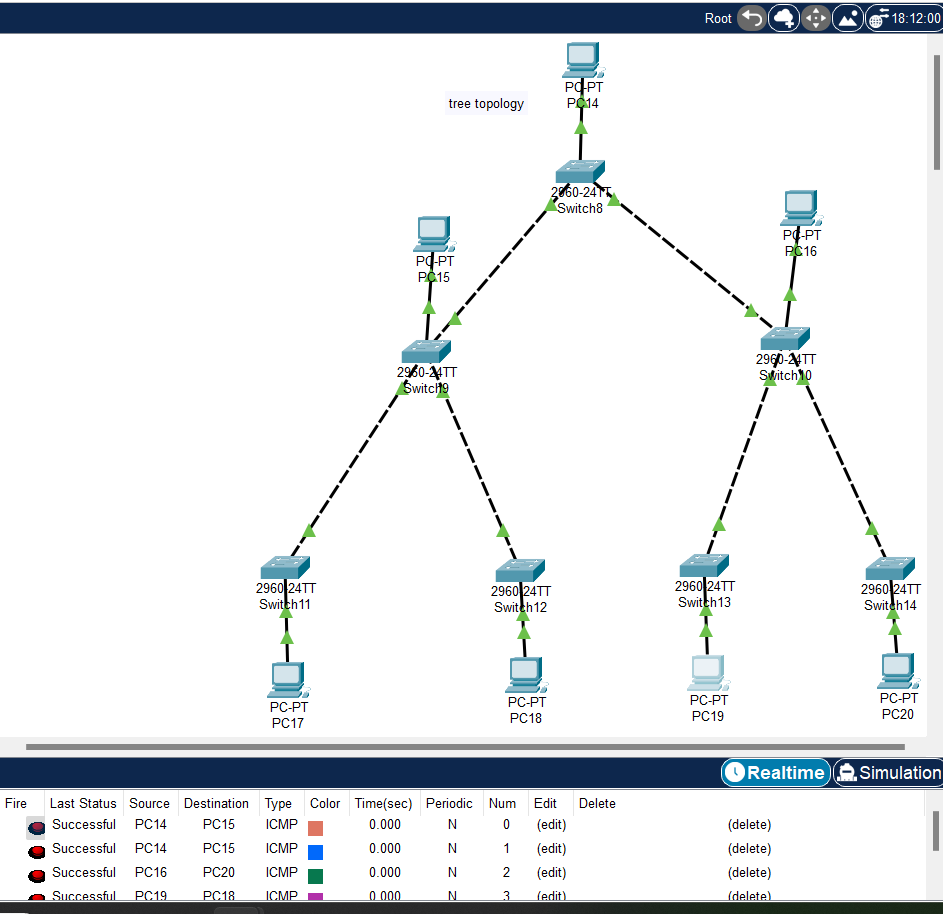 Root 18:12:00
PC-PT
PC14
tree topology
2960-24TT
Switch8
PC-PT
PC16
PC-PT
PC15
2960-24TT
Switch10
2960-24TT
Switch9
2960-24TT
Switch11
2960-24TT
Switch12
2960-24TT
Switch13
2960-24TT
Switch14
PC-PT
PC17
PC-PT
PC18
PC-PT
PC19
PC-PT
PC20
Realtime Simulation
Fire Last Status Source Destination Type Color Time(sec) Periodic Num Edit Delete
Successful PC14 PC15 ICMP 0.000 N 0 (edit) (delete)
Successful PC14 PC15 ICMP 0.000 N 1 (edit) (delete)
Successful PC16 PC20 ICMP 0.000 N 2 (edit) (delete)
Successful PC19 PC18 ICMP 0.000 N 3 (edit) (delete)